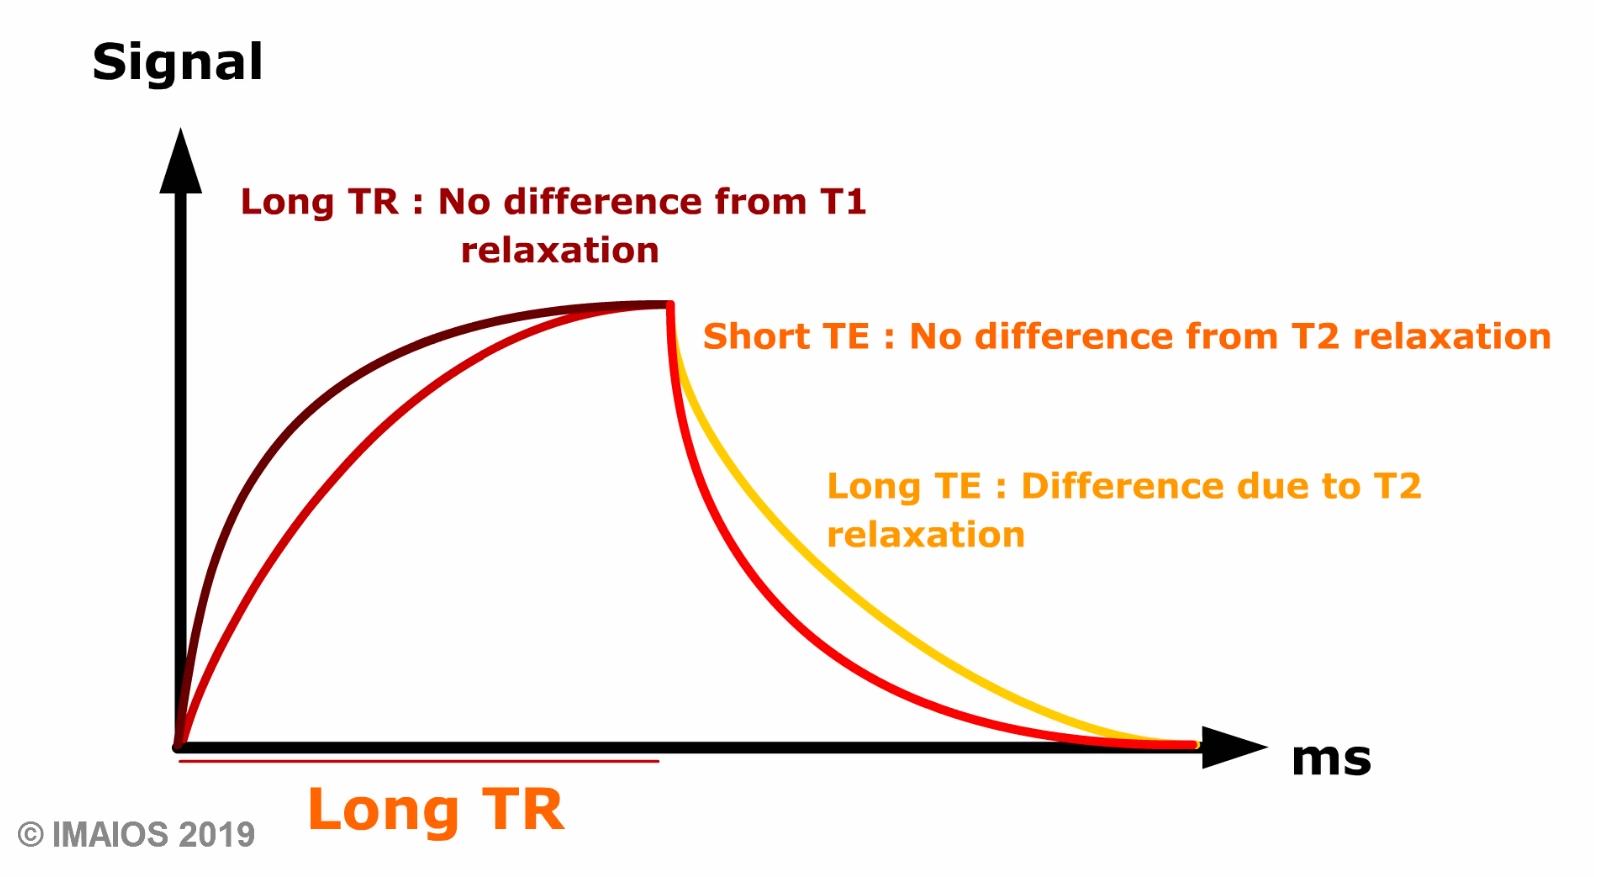 Signal
Long TR : No difference from T1
relaxation
Short TE : No difference from T2 relaxation
Long TE : Difference due to T2
relaxation
ms
Long TR
© IMAIOS 2019